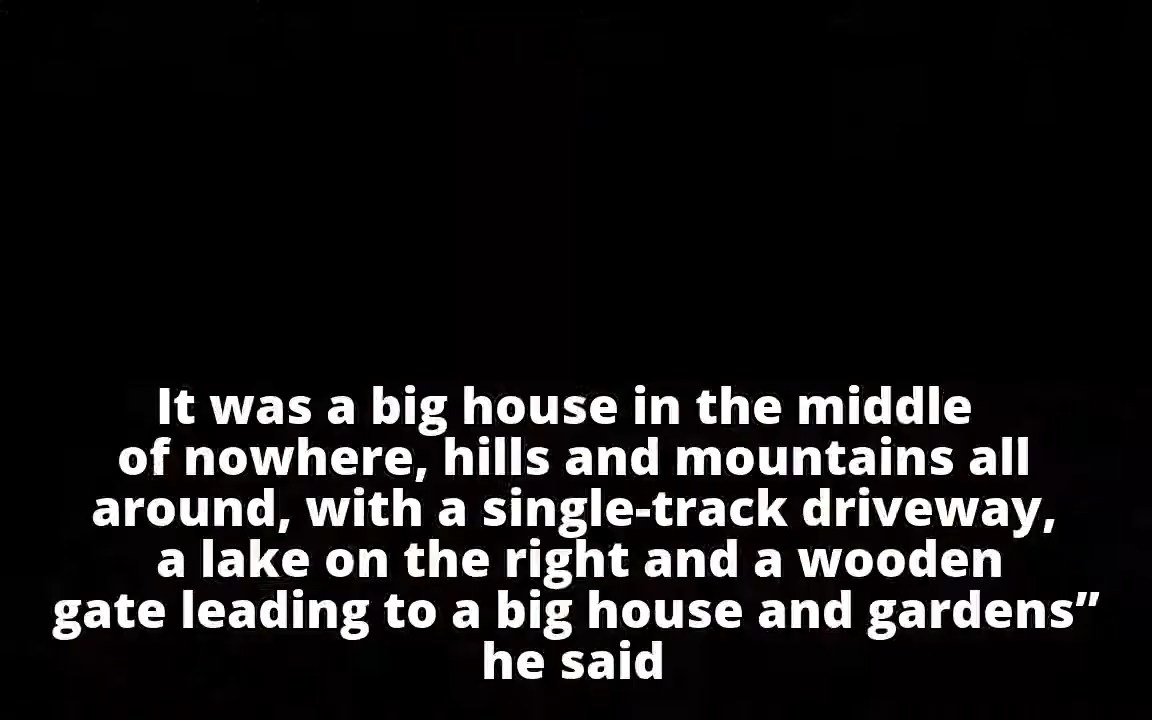 It was a big house in the middle
of nowhere, hills and mountains all
around, with a single-track driveway,
a lake on the right and a wooden
gate leading to a big house and gardens”
he said